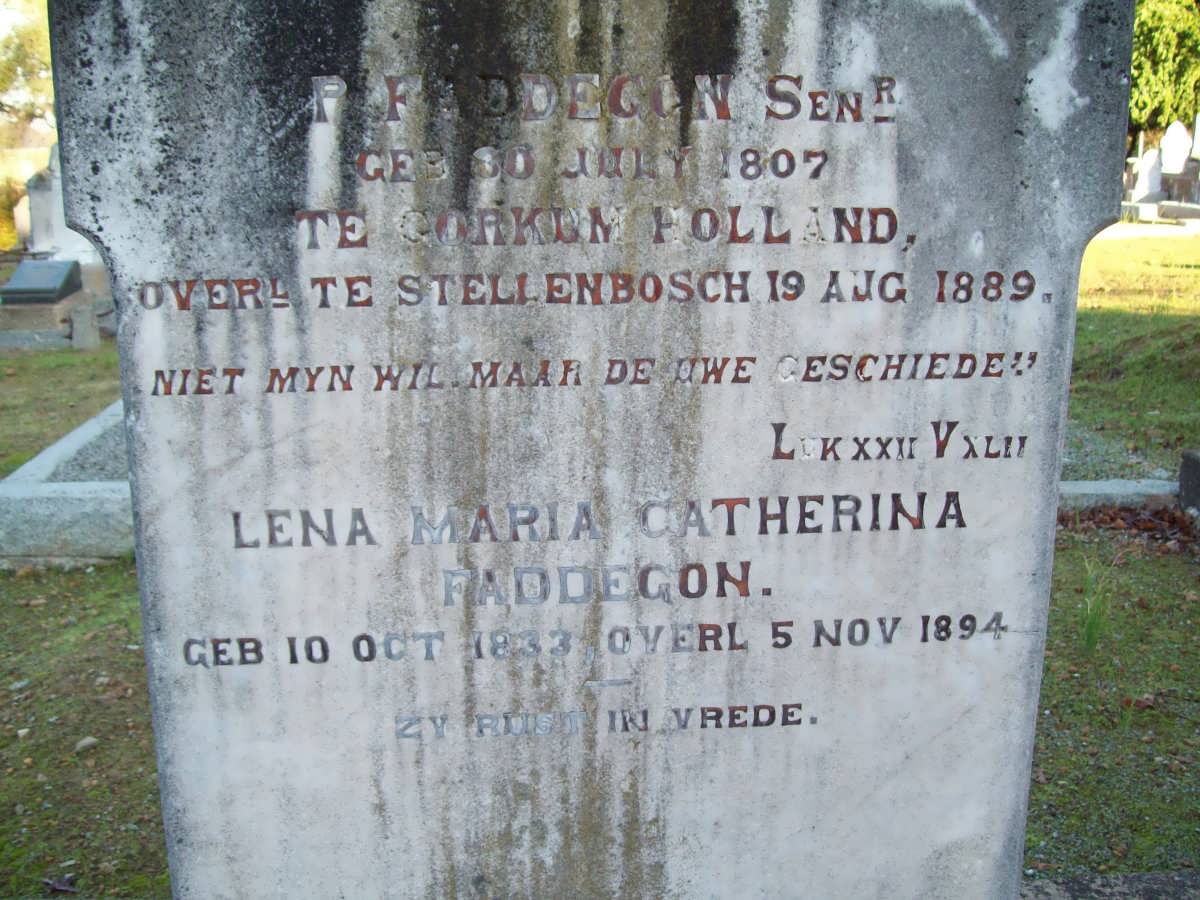 P. FADDEGON SENR
GEB 30 JULY 1807
TE GORKUM HOLLAND,
OVERL TE STELLENBOSCH 19 AUG 1889.
NIET MYN WIL. MAAR DE UWE GESCHIEDE."
LUK XXII V XLII
LENA MARIA CATHERINA
FADDEGON.
GEB 10 OCT 1833, OVERL 5 NOV 1894
ZY RUST IN VREDE.